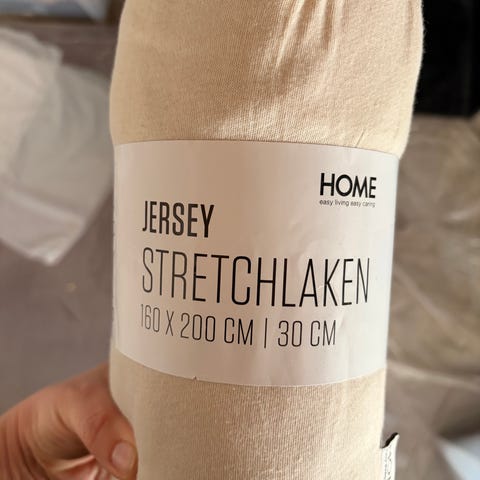 HOME
easy living easy caring
JERSEY
STRETCHLAKEN
160 X 200 CM | 30 CM